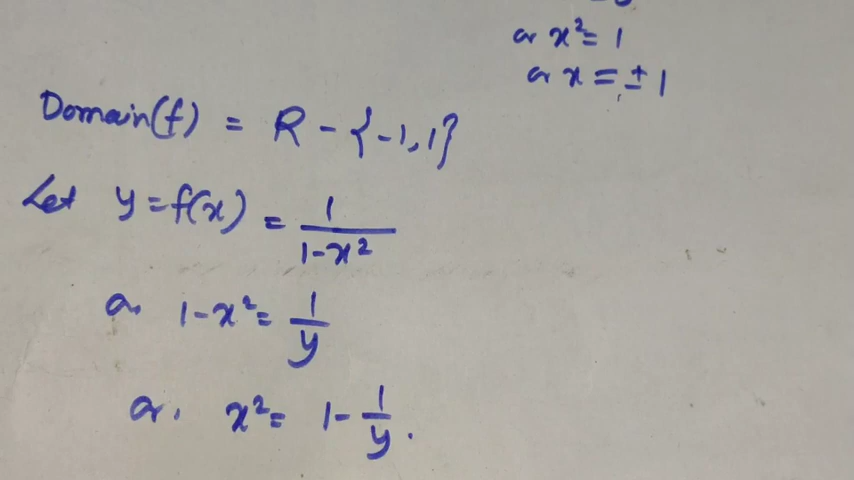 or x² = 1
or x = ± 1
Domain(f) = R - {-1, 1}
Let y = f(x) = 1/(1-x²)
or, 1-x² = 1/y
or, x² = 1 - 1/y.